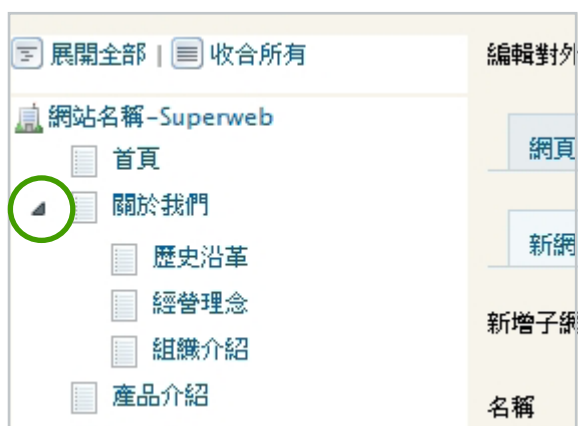 展開全部 | 收合所有
網站名稱-Superweb
首頁
關於我們
歷史沿革
經營理念
組織介紹
產品介紹
編輯對外
網頁
新網
新增子網
名稱